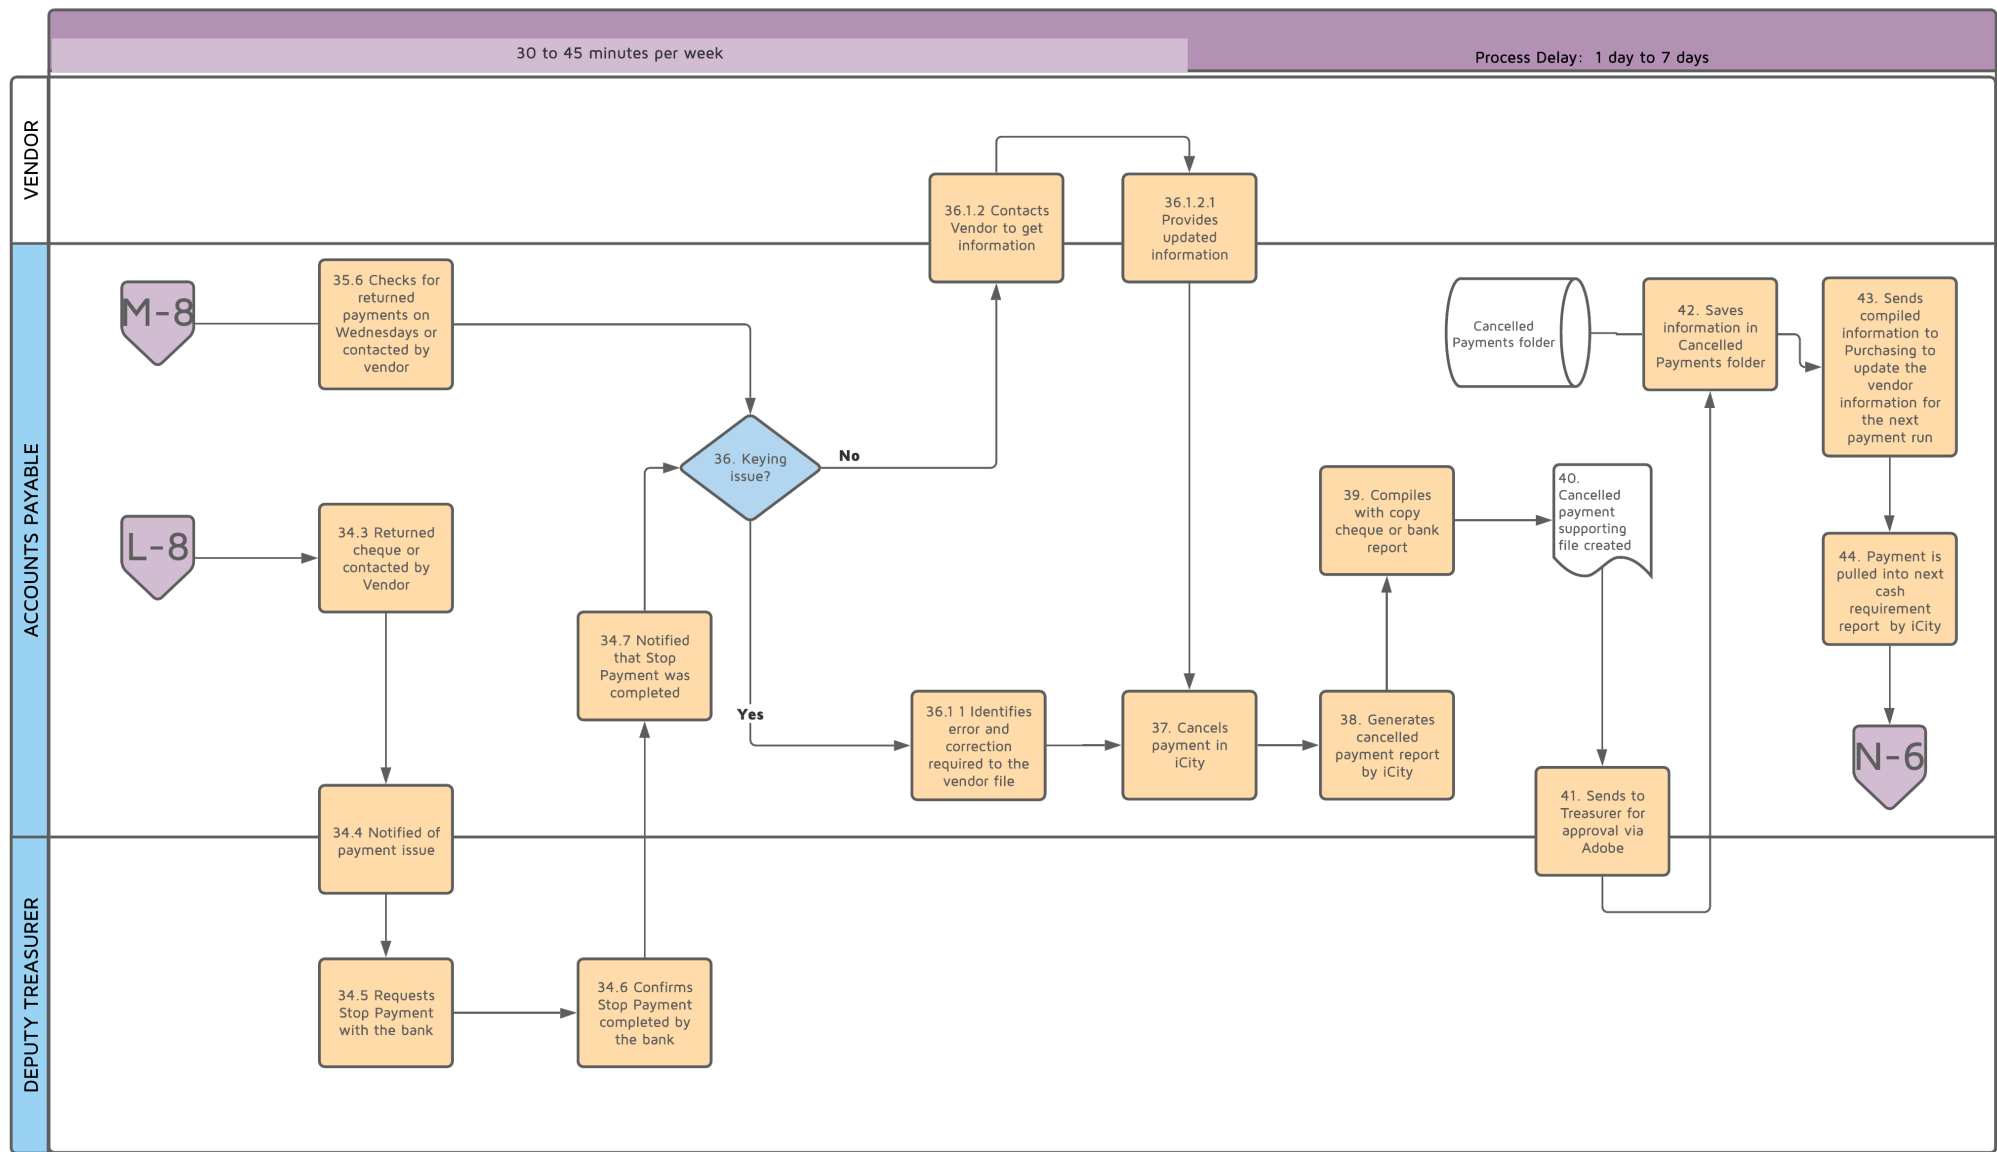 30 to 45 minutes per week
Process Delay: 1 day to 7 days
VENDOR
36.1.2 Contacts
Vendor to get
information
36.1.2.1
Provides
updated
information
ACCOUNTS PAYABLE
M-8
35.6 Checks for
returned
payments on
Wednesdays or
contacted by
vendor
L-8
34.3 Returned
cheque or
contacted by
Vendor
34.4 Notified of
payment issue
34.7 Notified
that Stop
Payment was
completed
36. Keying
issue?
No
Yes
36.1 1 Identifies
error and
correction
required to the
vendor file
37. Cancels
payment in
iCity
38. Generates
cancelled
payment report
by iCity
39. Compiles
with copy
cheque or bank
report
40.
Cancelled
payment
supporting
file created
41. Sends to
Treasurer for
approval via
Adobe
Cancelled
Payments folder
42. Saves
information in
Cancelled
Payments folder
43. Sends
compiled
information to
Purchasing to
update the
vendor
information for
the next
payment run
44. Payment is
pulled into next
cash
requirement
report by iCity
N-6
DEPUTY TREASURER
34.5 Requests
Stop Payment
with the bank
34.6 Confirms
Stop Payment
completed by
the bank